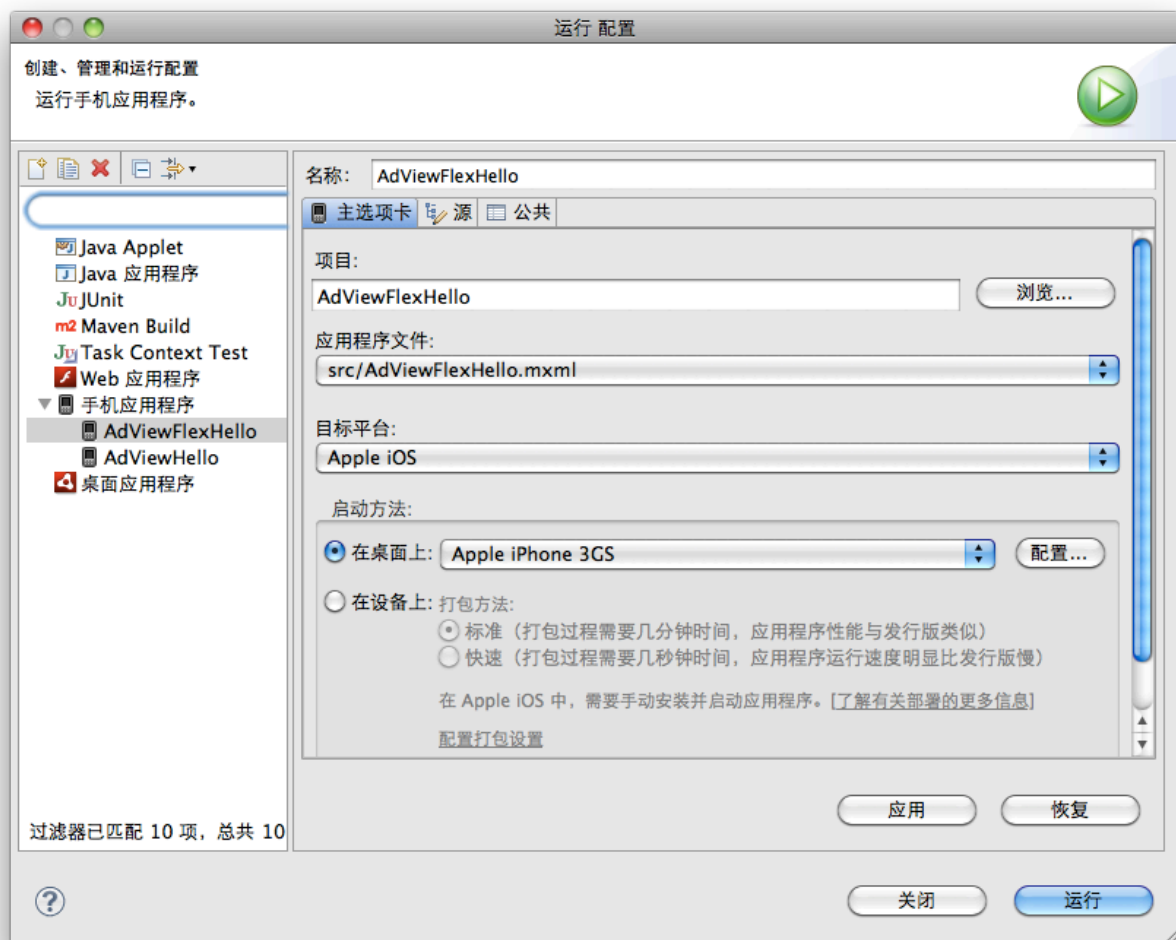 运行 配置
创建、管理和运行配置
运行手机应用程序。
名称: AdViewFlexHello
主选项卡 源 公共
Java Applet
Java 应用程序
JUnit
Maven Build
Task Context Test
Web 应用程序
手机应用程序
AdViewFlexHello
AdViewHello
桌面应用程序
过滤器已匹配 10 项，总共 10
项目:
AdViewFlexHello 浏览...
应用程序文件:
src/AdViewFlexHello.mxml
目标平台:
Apple iOS
启动方法:
在桌面上: Apple iPhone 3GS 配置...
在设备上: 打包方法:
标准（打包过程需要几分钟时间，应用程序性能与发行版类似）
快速（打包过程需要几秒钟时间，应用程序运行速度明显比发行版慢）
在 Apple iOS 中，需要手动安装并启动应用程序。[了解有关部署的更多信息]
配置打包设置
应用 恢复
? 关闭 运行